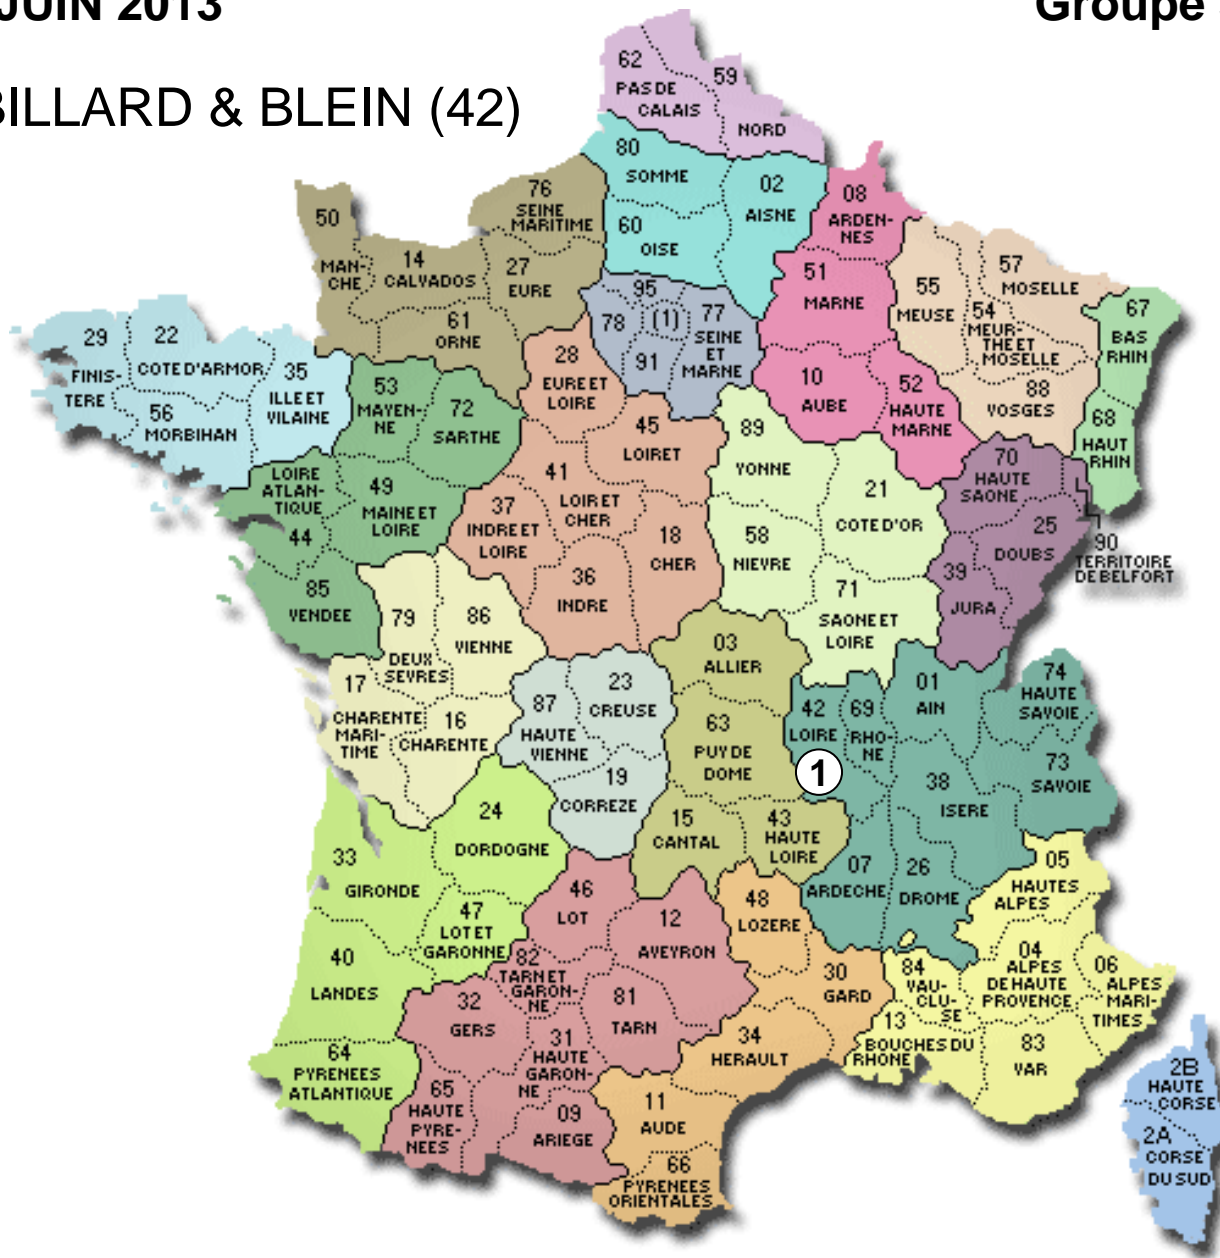 JUIN 2013
Groupe
BILLARD & BLEIN (42)
62
PAS DE
CALAIS
59
NORD
80
SOMME
02
AISNE
60
OISE
76
SEINE
MARITIME
27
EURE
50
MAN-
CHE
14
CALVADOS
61
ORNE
08
ARDEN-
NES
51
MARNE
10
AUBE
52
HAUTE
MARNE
55
MEUSE
54
MEUR-
THE ET
MOSELLE
57
MOSELLE
88
VOSGES
67
BAS
RHIN
68
HAUT
RHIN
95
78
(1)
91
77
SEINE
ET
MARNE
29
FINIS-
TERE
22
COTE D'ARMOR
56
MORBIHAN
35
ILLE ET
VILAINE
53
MAYEN-
NE
72
SARTHE
LOIRE
ATLAN-
TIQUE
44
49
MAINE ET
LOIRE
85
VENDEE
28
EURE ET
LOIRE
45
LOIRET
41
LOIR ET
CHER
37
INDRE ET
LOIRE
18
CHER
36
INDRE
89
YONNE
21
COTE D'OR
58
NIEVRE
71
SAONE ET
LOIRE
70
HAUTE
SAONE
25
DOUBS
39
JURA
90
TERRITOIRE
DE BELFORT
79
DEUX
SEVRES
86
VIENNE
17
CHARENTE
MARI-
TIME
16
CHARENTE
87
HAUTE
VIENNE
23
CREUSE
19
CORREZE
03
ALLIER
63
PUY DE
DOME
15
CANTAL
43
HAUTE
LOIRE
42
LOIRE
1
69
RHO-
NE
01
AIN
74
HAUTE
SAVOIE
73
SAVOIE
38
ISERE
07
ARDECHE
26
DROME
24
DORDOGNE
33
GIRONDE
47
LOT ET
GARONNE
40
LANDES
64
PYRENEES
ATLANTIQUE
46
LOT
12
AVEYRON
82
TARN ET
GARON-
NE
32
GERS
81
TARN
31
HAUTE
GARON-
NE
65
HAUTE
PYRE-
NEES
09
ARIEGE
48
LOZERE
30
GARD
34
HERAULT
11
AUDE
66
PYRENEES
ORIENTALES
05
HAUTES
ALPES
04
ALPES
DE HAUTE
PROVENCE
06
ALPES
MARI-
TIMES
84
VAU-
CLU-
SE
13
BOUCHES DU
RHONE
83
VAR
2B
HAUTE
CORSE
2A
CORSE
DU SUD